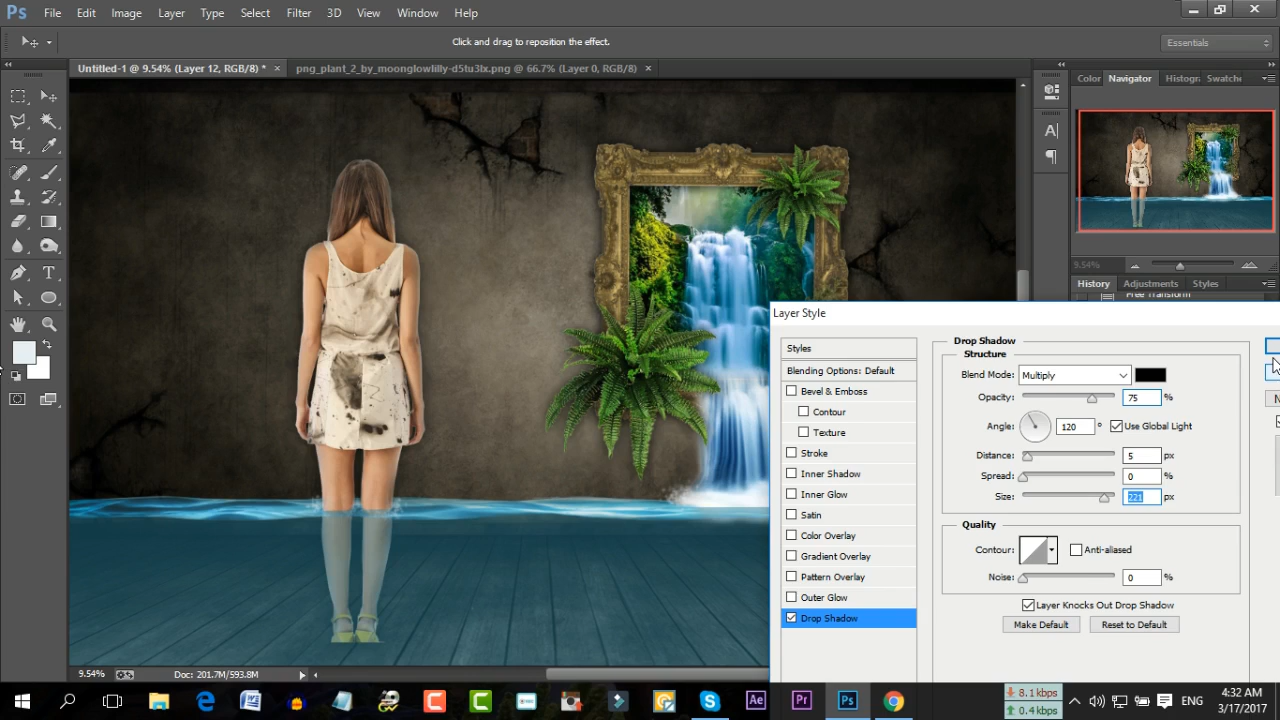 Ps File Edit Image Layer Type Select Filter 3D View Window Help
Click and drag to reposition the effect.
Essentials
Untitled-1 @ 9.54% (Layer 12, RGB/8) * × png_plant_2_by_moonglowlilly-d5tu3lx.png @ 66.7% (Layer 0, RGB/8) ×
Color Navigator Histogr Swatche
9.54%
History Adjustments Styles
Free Transform
Layer Style
Styles
Blending Options: Default
Bevel & Emboss
Contour
Texture
Stroke
Inner Shadow
Inner Glow
Satin
Color Overlay
Gradient Overlay
Pattern Overlay
Outer Glow
Drop Shadow
Drop Shadow
Structure
Blend Mode: Multiply
Opacity: 75 %
Angle: 120 ° Use Global Light
Distance: 5 px
Spread: 0 %
Size: 221 px
Quality
Contour: Anti-aliased
Noise: 0 %
Layer Knocks Out Drop Shadow
Make Default Reset to Default
N
9.54% Doc: 201.7M/593.8M
Ae Pr Ps
8.1 kbps
0.4 kbps
ENG
4:32 AM
3/17/2017